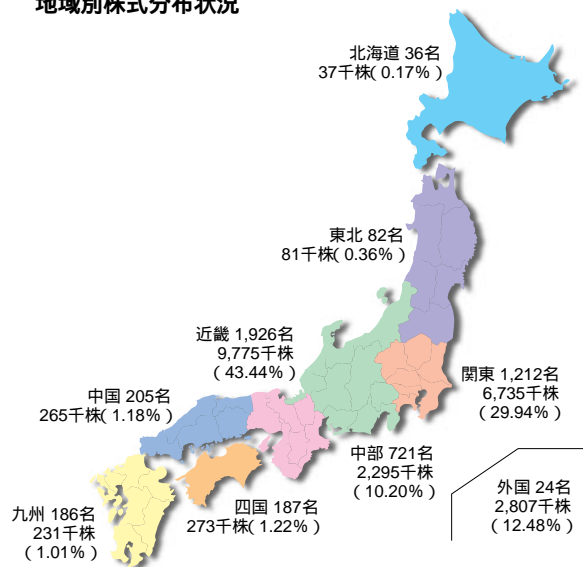 地域別株式分布状況
北海道 36名
37千株( 0.17% )
東北 82名
81千株( 0.36% )
近畿 1,926名
9,775千株
( 43.44% )
関東 1,212名
6,735千株
( 29.94% )
中国 205名
265千株( 1.18% )
中部 721名
2,295千株
( 10.20% )
外国 24名
2,807千株
( 12.48% )
四国 187名
273千株( 1.22% )
九州 186名
231千株
( 1.01% )